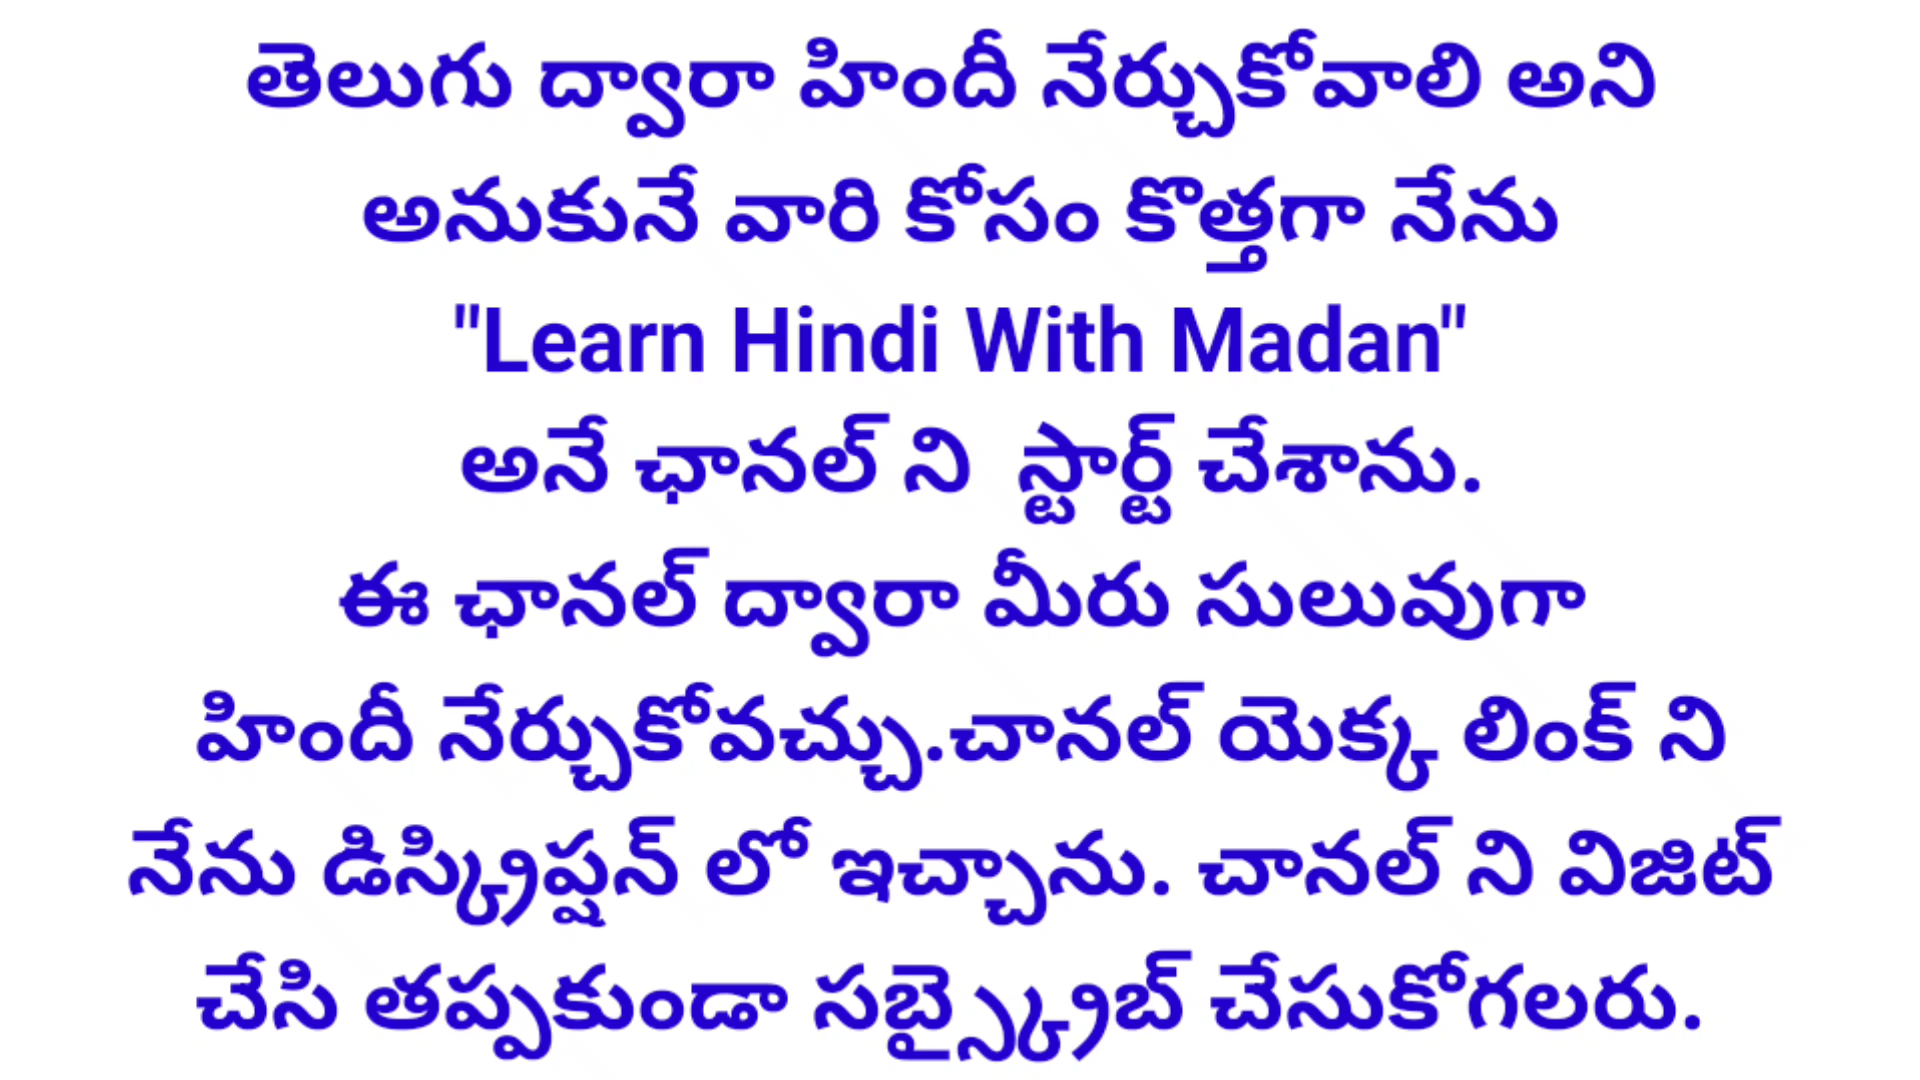 తెలుగు ద్వారా హిందీ నేర్చుకోవాలి అని
అనుకునే వారి కోసం కొత్తగా నేను
"Learn Hindi With Madan"
అనే ఛానల్ ని స్టార్ట్ చేశాను.
ఈ ఛానల్ ద్వారా మీరు సులువుగా
హిందీ నేర్చుకోవచ్చు.చానల్ యెక్క లింక్ ని
నేను డిస్క్రిప్షన్ లో ఇచ్చాను. చానల్ ని విజిట్
చేసి తప్పకుండా సబ్స్క్రైబ్ చేసుకోగలరు.